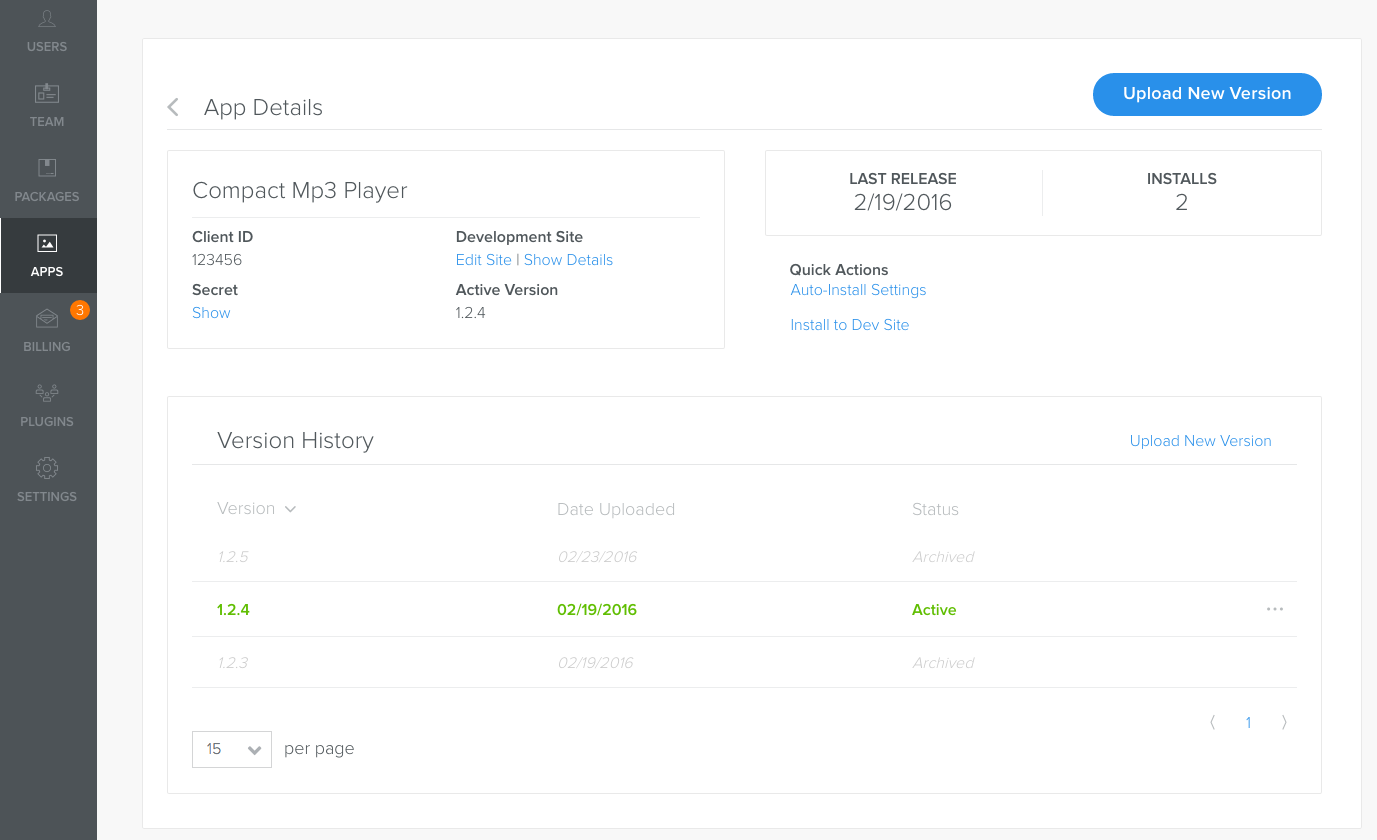 USERS
TEAM
PACKAGES
APPS
3
BILLING
PLUGINS
SETTINGS
App Details
Upload New Version
Compact Mp3 Player
Client ID
123456
Development Site
Edit Site | Show Details
Secret
Show
Active Version
1.2.4
LAST RELEASE
2/19/2016
INSTALLS
2
Quick Actions
Auto-Install Settings
Install to Dev Site
Version History
Upload New Version
Version Date Uploaded Status
1.2.5 02/23/2016 Archived
1.2.4 02/19/2016 Active ...
1.2.3 02/19/2016 Archived
1
15 per page